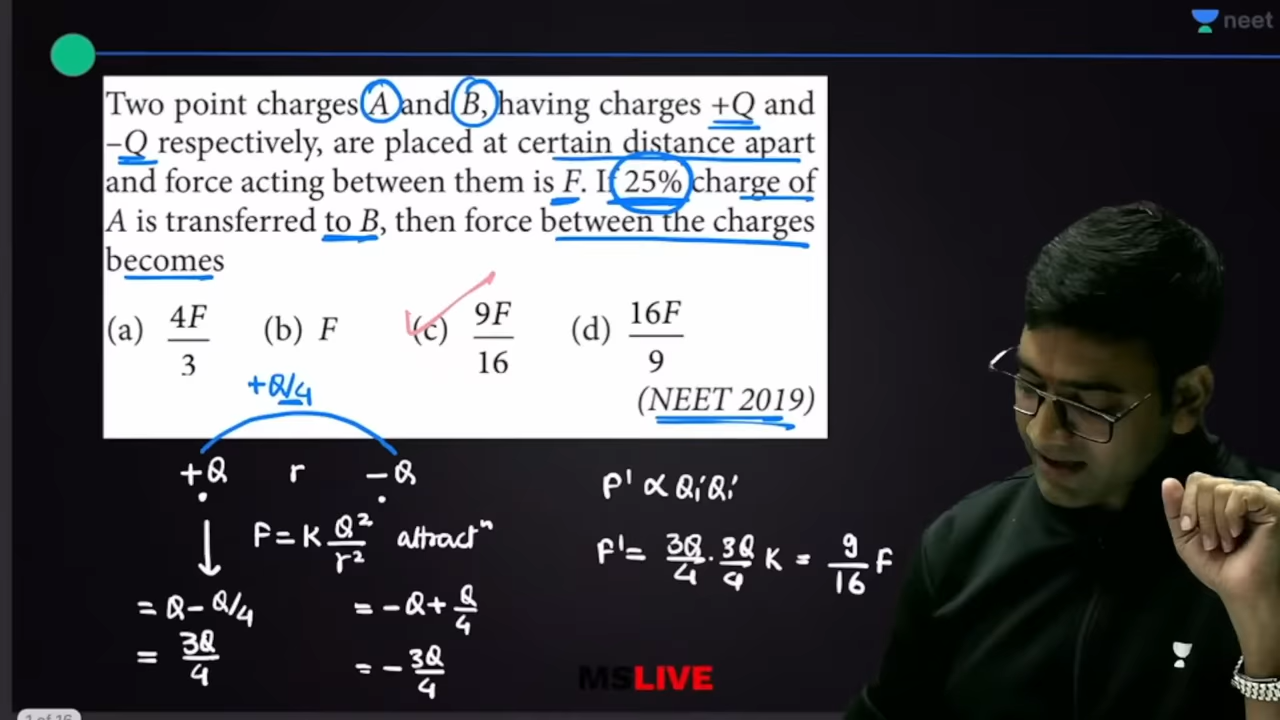 neet
Two point charges A and B, having charges +Q and
–Q respectively, are placed at certain distance apart
and force acting between them is F. If 25% charge of
A is transferred to B, then force between the charges
becomes
(a) 4F/3 (b) F (c) 9F/16 (d) 16F/9
(NEET 2019)
+Q/4
+Q r –Q
F = K Q²/r² attractⁿ
= Q – Q/4 = –Q + Q/4
= 3Q/4 = – 3Q/4
F' ∝ Q₁'Q₂'
F' = 3Q/4 · 3Q/4 K = 9/16 F
MSLIVE
1 of 16